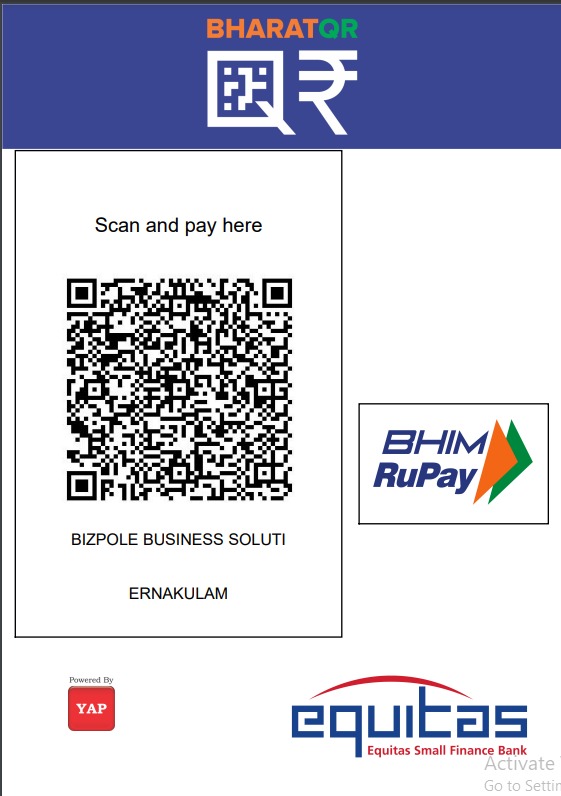 BHARATQR
Scan and pay here
BIZPOLE BUSINESS SOLUTI
ERNAKULAM
BHIM
RuPay
Powered By
YAP
equitas
Equitas Small Finance Bank
Activate
Go to Settin